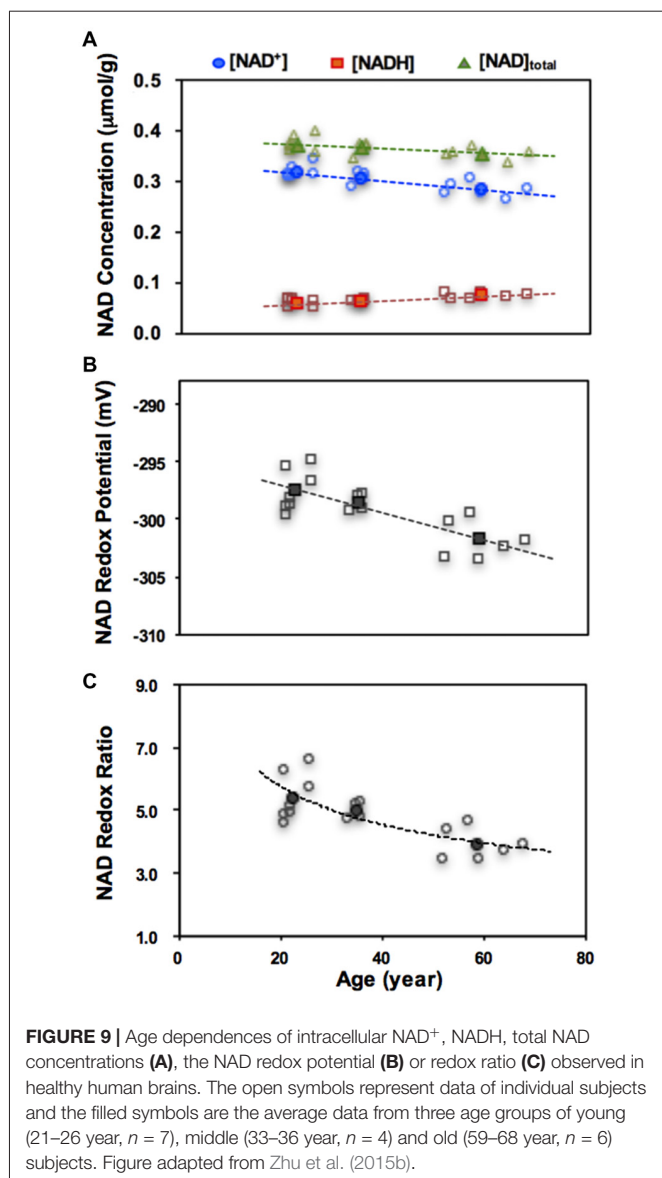 A
[NAD⁺] [NADH] [NAD]total
NAD Concentration (µmol/g)
0.5
0.4
0.3
0.2
0.1
0.0
B
NAD Redox Potential (mV)
-290
-295
-300
-305
-310
C
NAD Redox Ratio
9.0
7.0
5.0
3.0
1.0
0 20 40 60 80
Age (year)
FIGURE 9 | Age dependences of intracellular NAD⁺, NADH, total NAD
concentrations (A), the NAD redox potential (B) or redox ratio (C) observed in
healthy human brains. The open symbols represent data of individual subjects
and the filled symbols are the average data from three age groups of young
(21–26 year, n = 7), middle (33–36 year, n = 4) and old (59–68 year, n = 6)
subjects. Figure adapted from Zhu et al. (2015b).